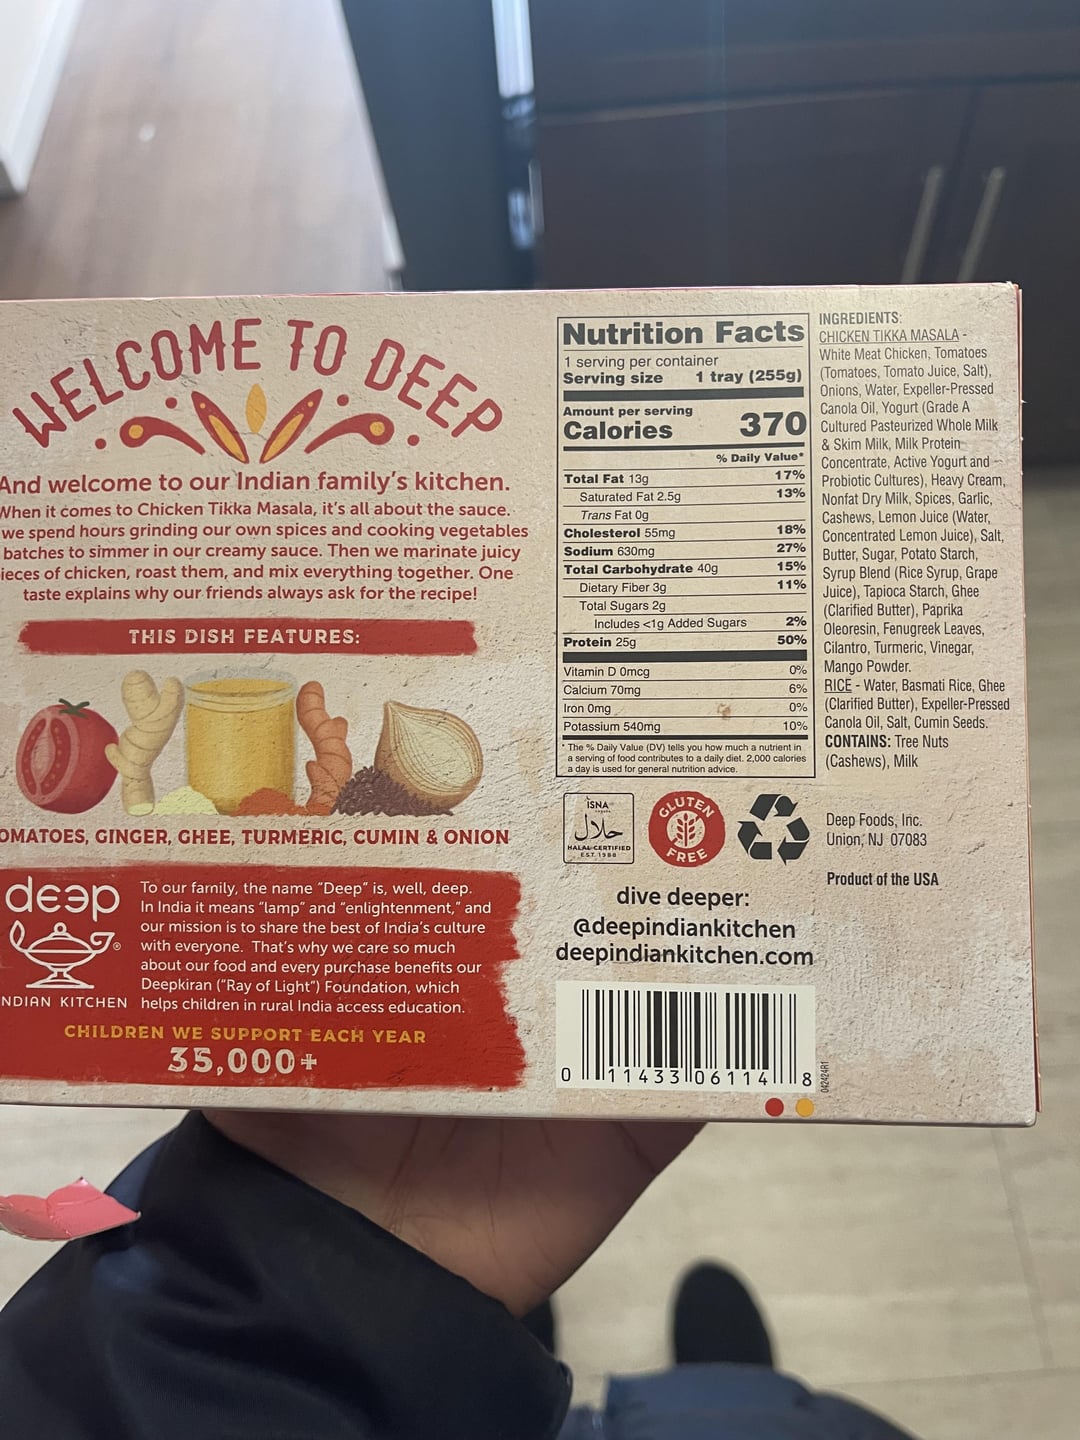 WELCOME TO DEEP
And welcome to our Indian family's kitchen.
When it comes to Chicken Tikka Masala, it's all about the sauce.
we spend hours grinding our own spices and cooking vegetables
batches to simmer in our creamy sauce. Then we marinate juicy
ieces of chicken, roast them, and mix everything together. One
taste explains why our friends always ask for the recipe!
THIS DISH FEATURES:
OMATOES, GINGER, GHEE, TURMERIC, CUMIN & ONION
deep
®
INDIAN KITCHEN
To our family, the name "Deep" is, well, deep.
In India it means "lamp" and "enlightenment," and
our mission is to share the best of India's culture
with everyone. That's why we care so much
about our food and every purchase benefits our
Deepkiran ("Ray of Light") Foundation, which
helps children in rural India access education.
CHILDREN WE SUPPORT EACH YEAR
35,000+
Nutrition Facts
1 serving per container
Serving size 1 tray (255g)
Amount per serving
Calories 370
% Daily Value*
Total Fat 13g 17%
Saturated Fat 2.5g 13%
Trans Fat 0g
Cholesterol 55mg 18%
Sodium 630mg 27%
Total Carbohydrate 40g 15%
Dietary Fiber 3g 11%
Total Sugars 2g
Includes <1g Added Sugars 2%
Protein 25g 50%
Vitamin D 0mcg 0%
Calcium 70mg 6%
Iron 0mg 0%
Potassium 540mg 10%
* The % Daily Value (DV) tells you how much a nutrient in
a serving of food contributes to a daily diet. 2,000 calories
a day is used for general nutrition advice.
INGREDIENTS:
CHICKEN TIKKA MASALA -
White Meat Chicken, Tomatoes
(Tomatoes, Tomato Juice, Salt),
Onions, Water, Expeller-Pressed
Canola Oil, Yogurt (Grade A
Cultured Pasteurized Whole Milk
& Skim Milk, Milk Protein
Concentrate, Active Yogurt and
Probiotic Cultures), Heavy Cream,
Nonfat Dry Milk, Spices, Garlic,
Cashews, Lemon Juice (Water,
Concentrated Lemon Juice), Salt,
Butter, Sugar, Potato Starch,
Syrup Blend (Rice Syrup, Grape
Juice), Tapioca Starch, Ghee
(Clarified Butter), Paprika
Oleoresin, Fenugreek Leaves,
Cilantro, Turmeric, Vinegar,
Mango Powder.
RICE - Water, Basmati Rice, Ghee
(Clarified Butter), Expeller-Pressed
Canola Oil, Salt, Cumin Seeds.
CONTAINS: Tree Nuts
(Cashews), Milk
ISNA
حلال
HALAL-CERTIFIED
EST. 1988
GLUTEN
FREE
Deep Foods, Inc.
Union, NJ 07083
Product of the USA
dive deeper:
@deepindiankitchen
deepindiankitchen.com
0 11433 06114 8
042424R1